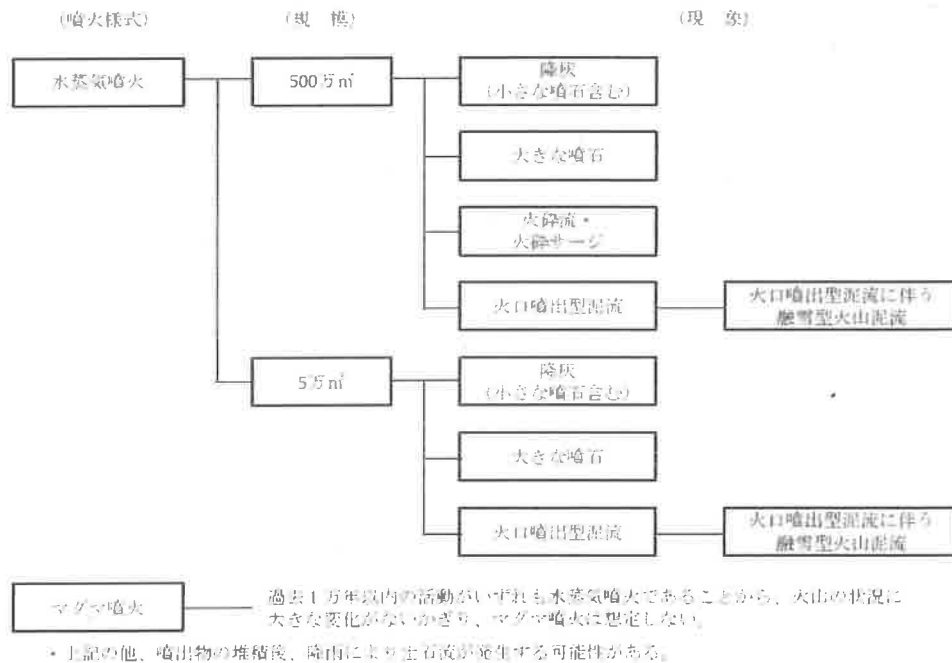 (噴火様式)
(規 模)
(現 象)
水蒸気噴火
500万㎥
降灰
(小さな噴石含む)
大きな噴石
火砕流・
火砕サージ
火口噴出型泥流
火口噴出型泥流に伴う
融雪型火山泥流
5万㎥
降灰
(小さな噴石含む)
大きな噴石
火口噴出型泥流
火口噴出型泥流に伴う
融雪型火山泥流
マグマ噴火
過去1万年以内の活動がいずれも水蒸気噴火であることから、火山の状況に
大きな変化がないかぎり、マグマ噴火は想定しない。
・上記の他、噴出物の堆積後、降雨により土石流が発生する可能性がある。